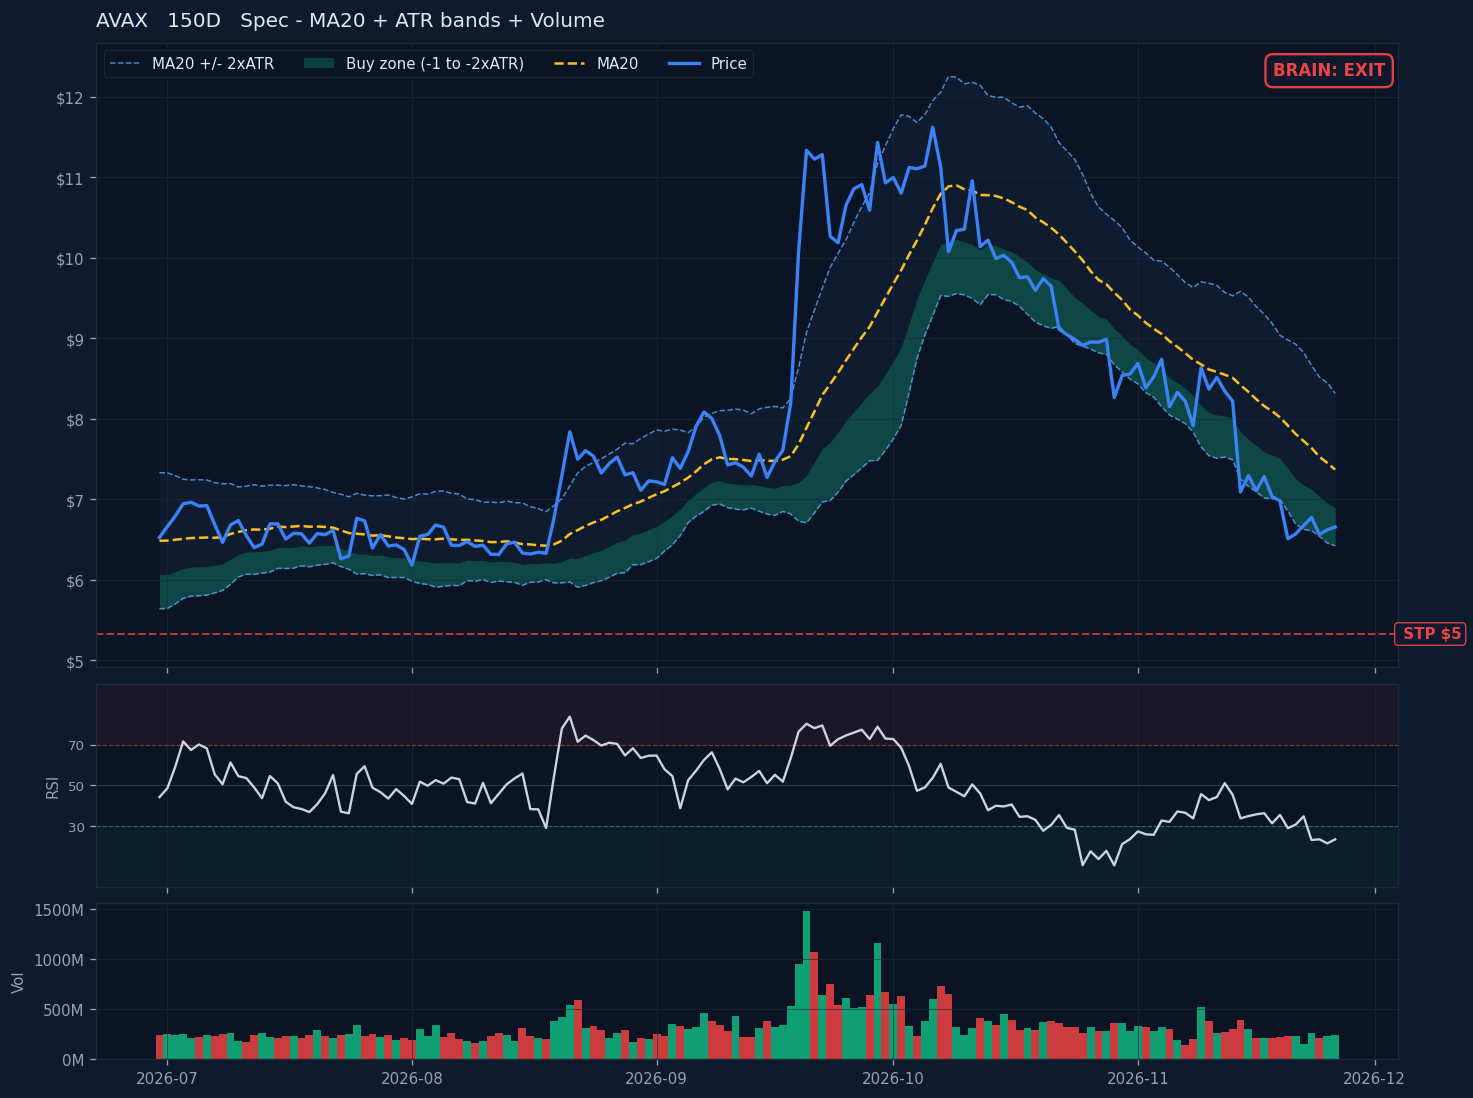 AVAX   150D   Spec - MA20 + ATR bands + Volume
MA20 +/- 2xATR
Buy zone (-1 to -2xATR)
MA20
Price
BRAIN: EXIT
$12
$11
$10
$9
$8
$7
$6
$5
STP $5
RSI
70
50
30
Vol
1500M
1000M
500M
0M
2026-07
2026-08
2026-09
2026-10
2026-11
2026-12